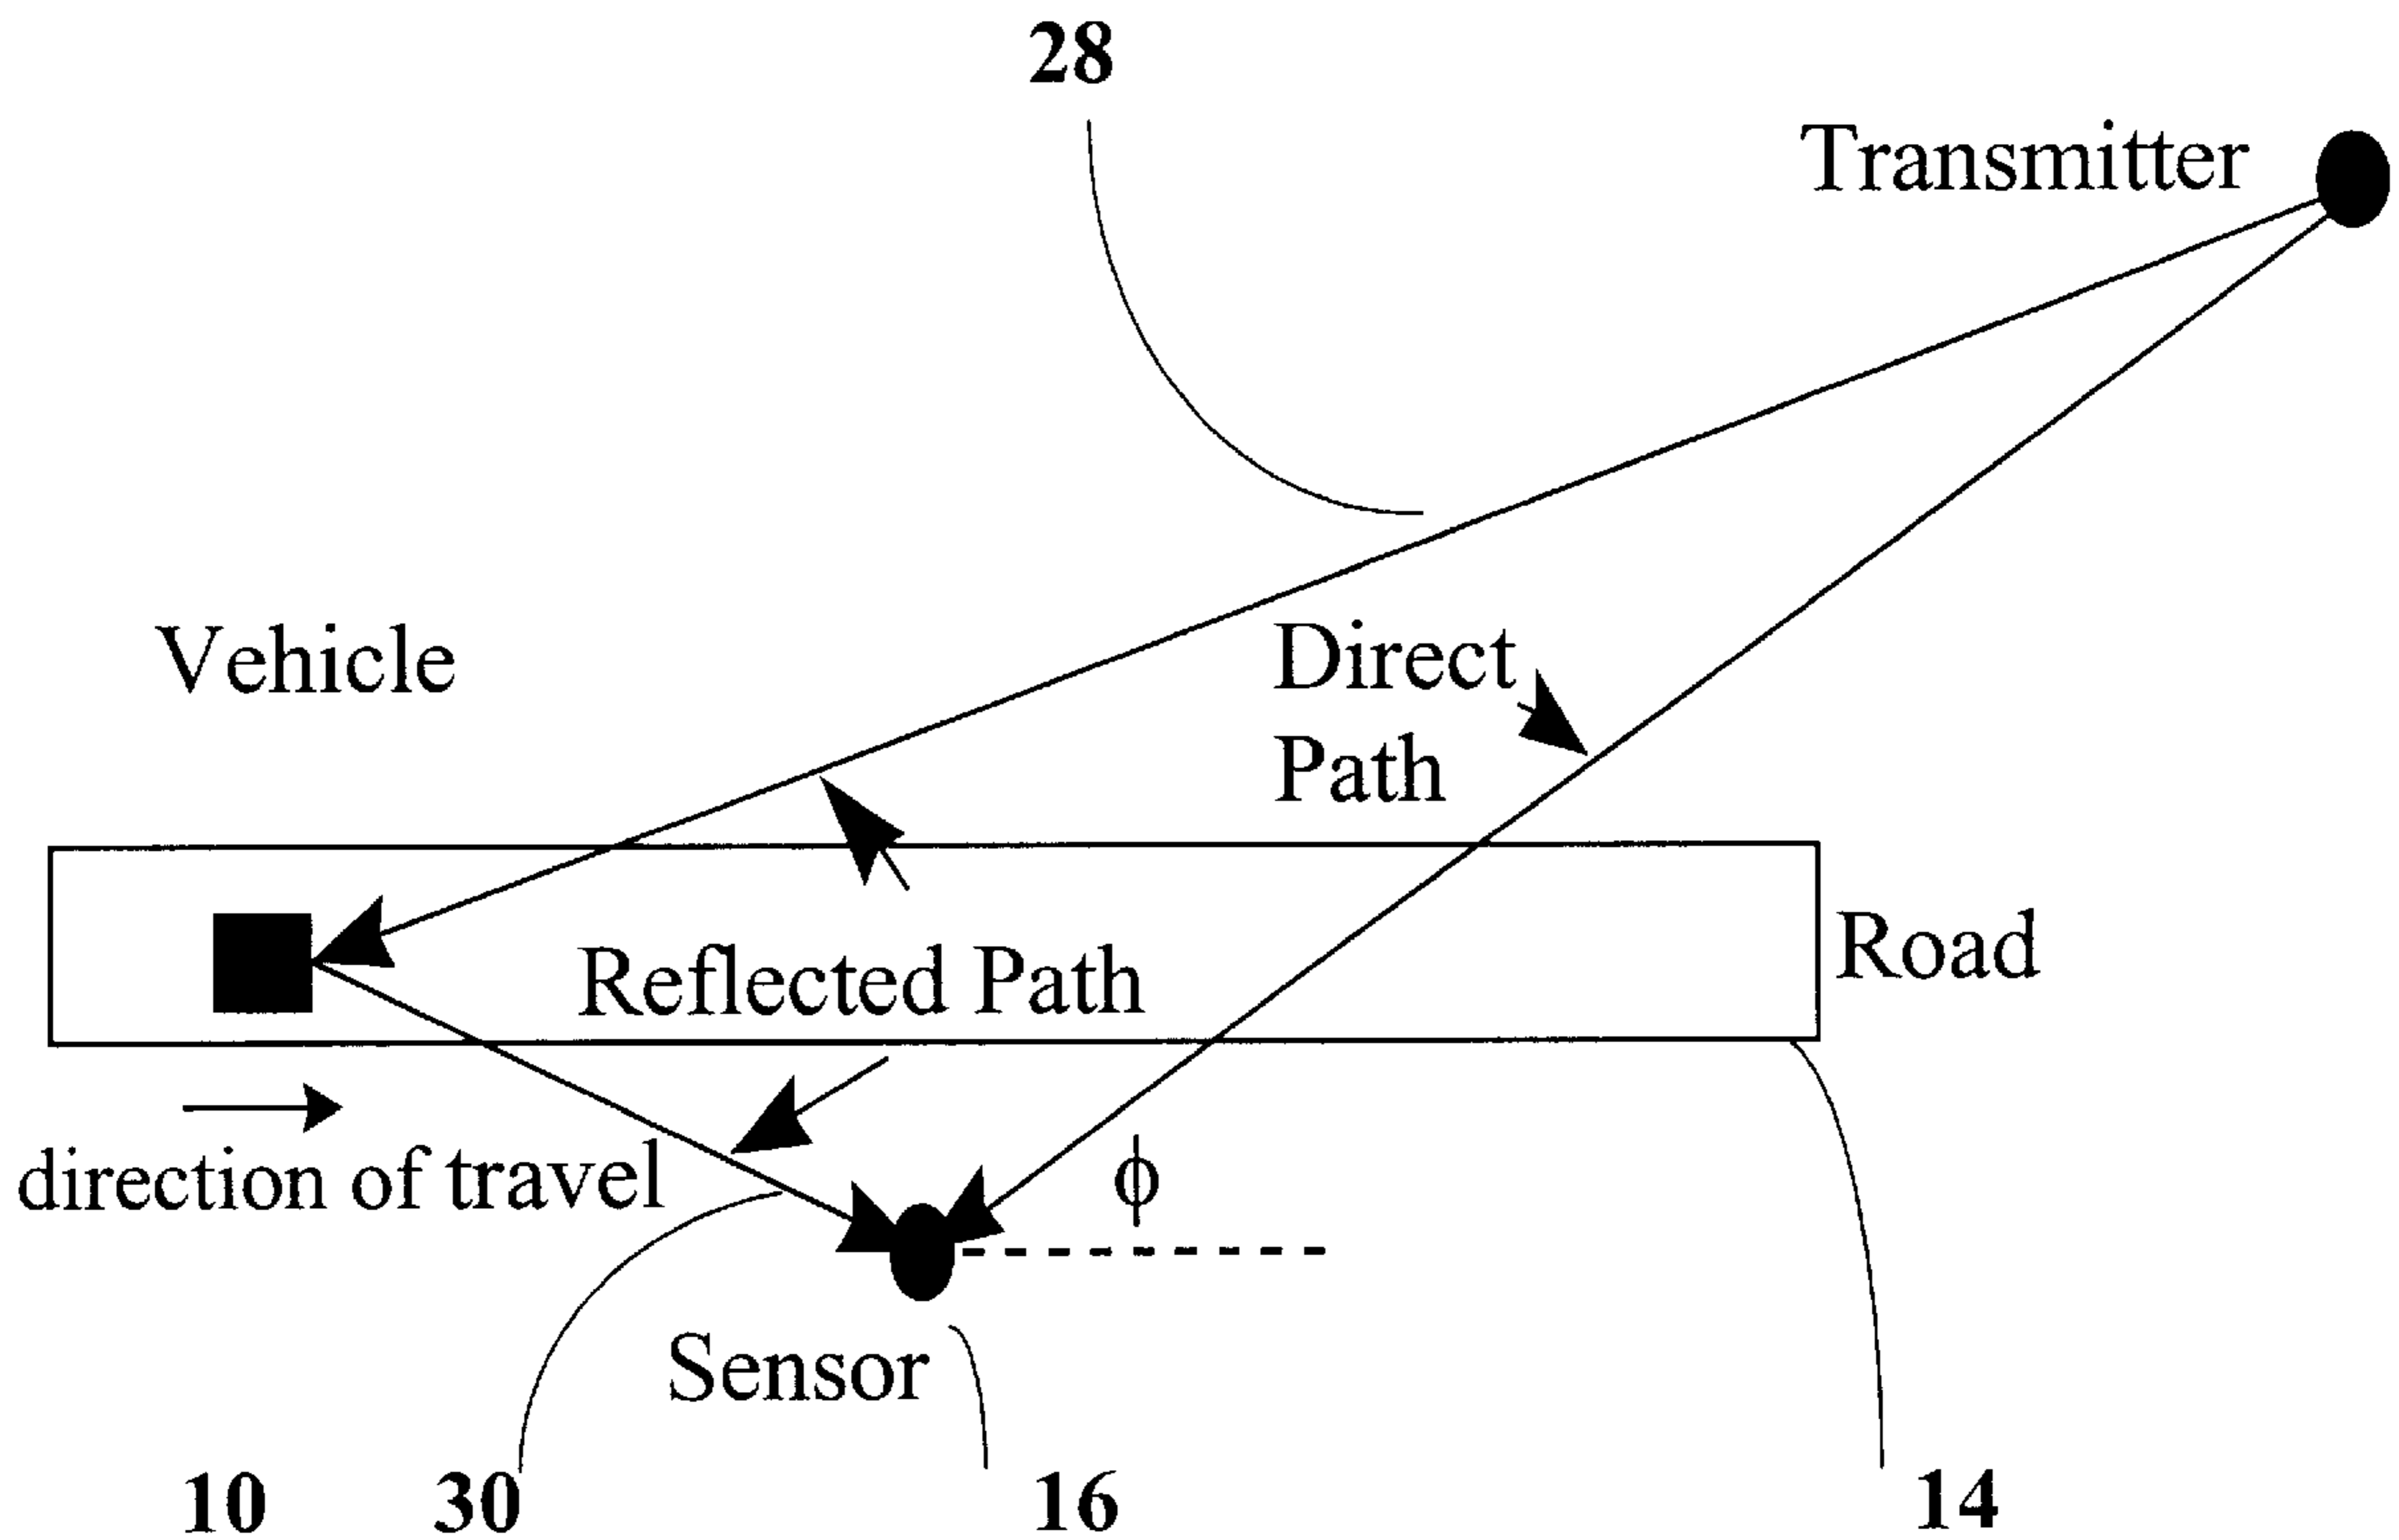 28
Transmitter
Vehicle
Direct
Path
Reflected Path
Road
direction of travel
ϕ
Sensor
10
30
16
14